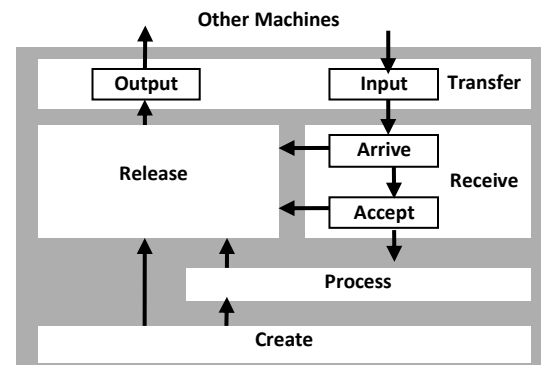 Other Machines
Output
Input
Transfer
Arrive
Release
Receive
Accept
Process
Create